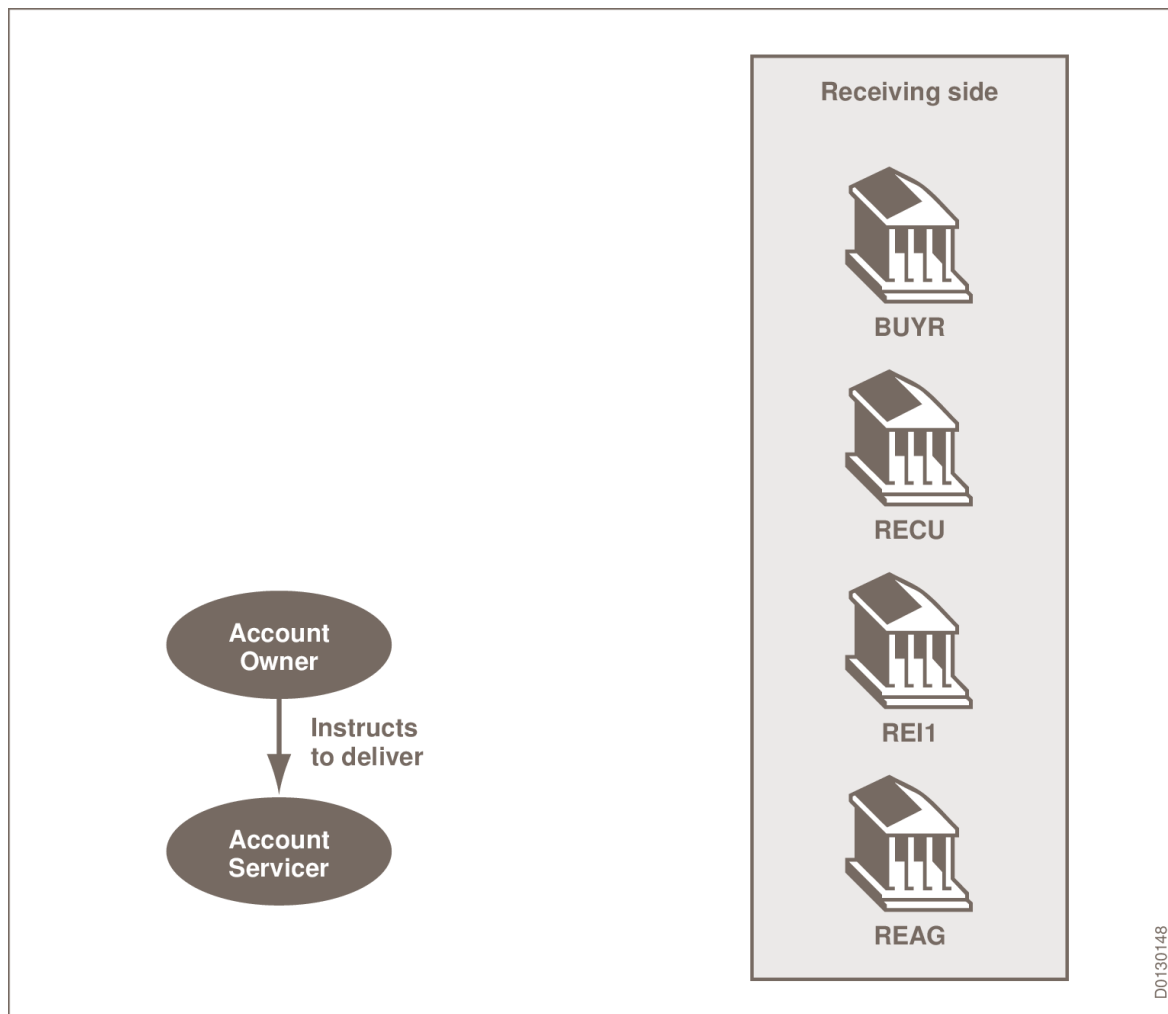 Receiving side
BUYR
RECU
REI1
REAG
Account
Owner
Instructs
to deliver
Account
Servicer
D0130148